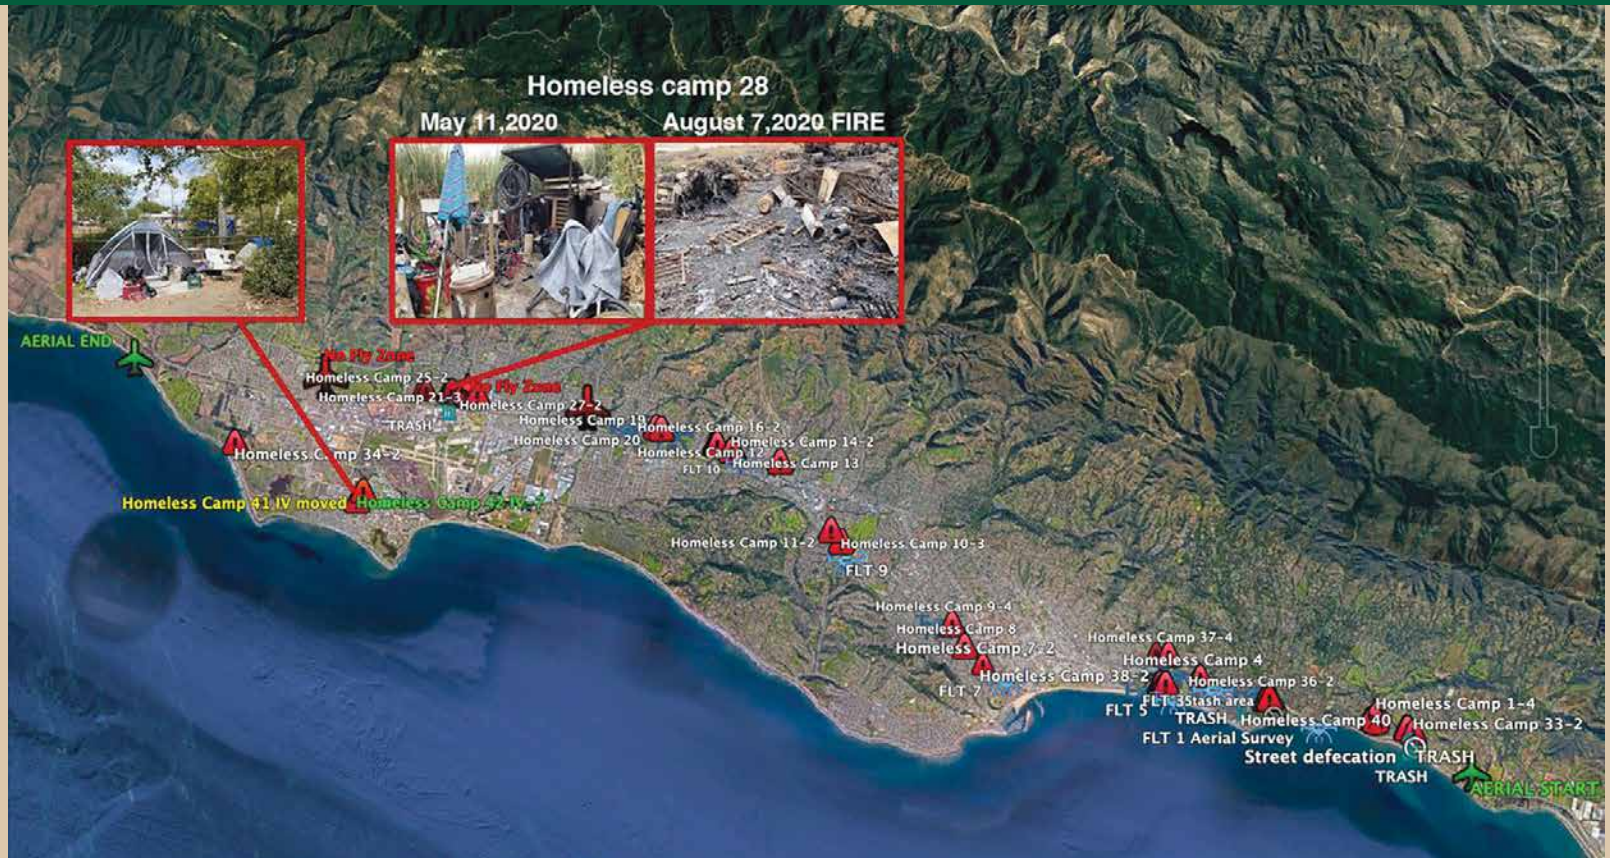 Homeless camp 28
May 11,2020
August 7,2020 FIRE
AERIAL END
No Fly Zone
Homeless Camp 25-2
Homeless Camp 21-3
No Fly Zone
Homeless Camp 27-2
TRASH
Homeless Camp 19
Homeless Camp 16-2
Homeless Camp 20
Homeless Camp 14-2
Homeless Camp 12
Homeless Camp 13
FLT 10
Homeless Camp 34-2
Homeless Camp 41 IV moved
Homeless Camp 42 IV-2
Homeless Camp 11-2
Homeless Camp 10-3
FLT 9
Homeless Camp 9-4
Homeless Camp 8
Homeless Camp 7-2
Homeless Camp 38-2
FLT 7
Homeless Camp 37-4
Homeless Camp 4
Homeless Camp 36-2
FLT 3
Stash area
FLT 5
TRASH
Homeless Camp 40
Homeless Camp 1-4
Homeless Camp 33-2
FLT 1 Aerial Survey
Street defecation
TRASH
TRASH
AERIAL START